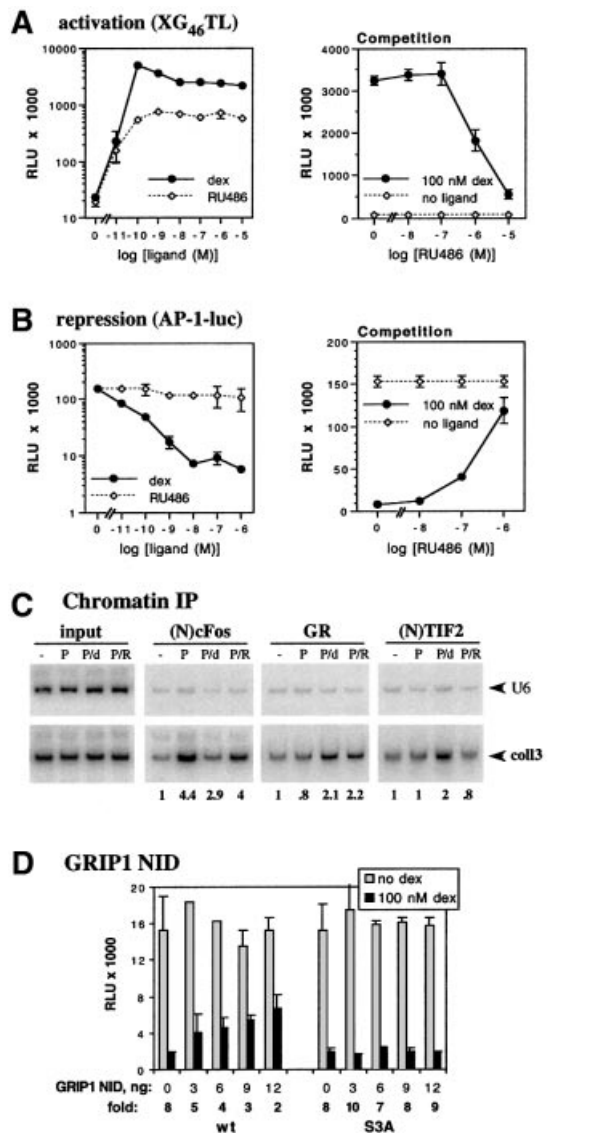 A activation (XG46TL)
Competition
10000
1000
100
10
RLU x 1000
dex
RU486
0 -11 -10 -9 -8 -7 -6 -5
log [ligand (M)]
4000
3000
2000
1000
0
RLU x 1000
100 nM dex
no ligand
0 -8 -7 -6 -5
log [RU486 (M)]
B repression (AP-1-luc)
Competition
1000
100
10
1
RLU x 1000
dex
RU486
0 -11 -10 -9 -8 -7 -6
log [ligand (M)]
200
150
100
50
0
RLU x 1000
100 nM dex
no ligand
0 -8 -7 -6
log [RU486 (M)]
C Chromatin IP
input (N)cFos GR (N)TIF2
- P P/d P/R - P P/d P/R - P P/d P/R - P P/d P/R
U6
coll3
1 4.4 2.9 4 1 .8 2.1 2.2 1 1 2 .8
D GRIP1 NID
no dex
100 nM dex
20
16
12
8
4
0
RLU x 1000
GRIP1 NID, ng: 0 3 6 9 12 0 3 6 9 12
fold: 8 5 4 3 2 8 10 7 8 9
wt S3A